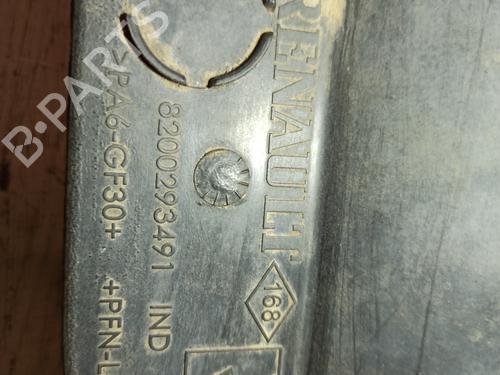 RENAULT
168
8200293491 IND
>PA6-GF30+ +PFN-L
B-PARTS